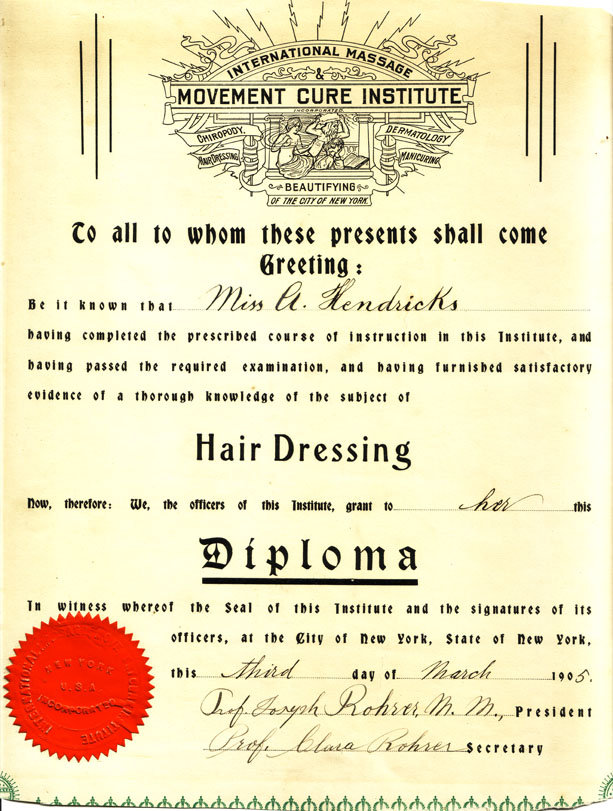 INTERNATIONAL MASSAGE
&
MOVEMENT CURE INSTITUTE
INCORPORATED.
CHIROPODY, DERMATOLOGY,
HAIR DRESSING, MANICURING,
BEAUTIFYING
OF THE CITY OF NEW YORK.
To all to whom these presents shall come
Greeting:
Be it known that Miss A. Hendricks
having completed the prescribed course of instruction in this Institute, and
having passed the required examination, and having furnished satisfactory
evidence of a thorough knowledge of the subject of
Hair Dressing
Now, therefore: We, the officers of this Institute, grant to her this
Diploma
In witness whereof the Seal of this Institute and the signatures of its
officers, at the City of New York, State of New York,
this third day of March 1905.
Prof. Joseph Rohrer, M. M., President
Prof. Clara Rohrer Secretary
INTERNATIONAL INSTITUTE
NEW YORK
U.S.A.
INCORPORATED